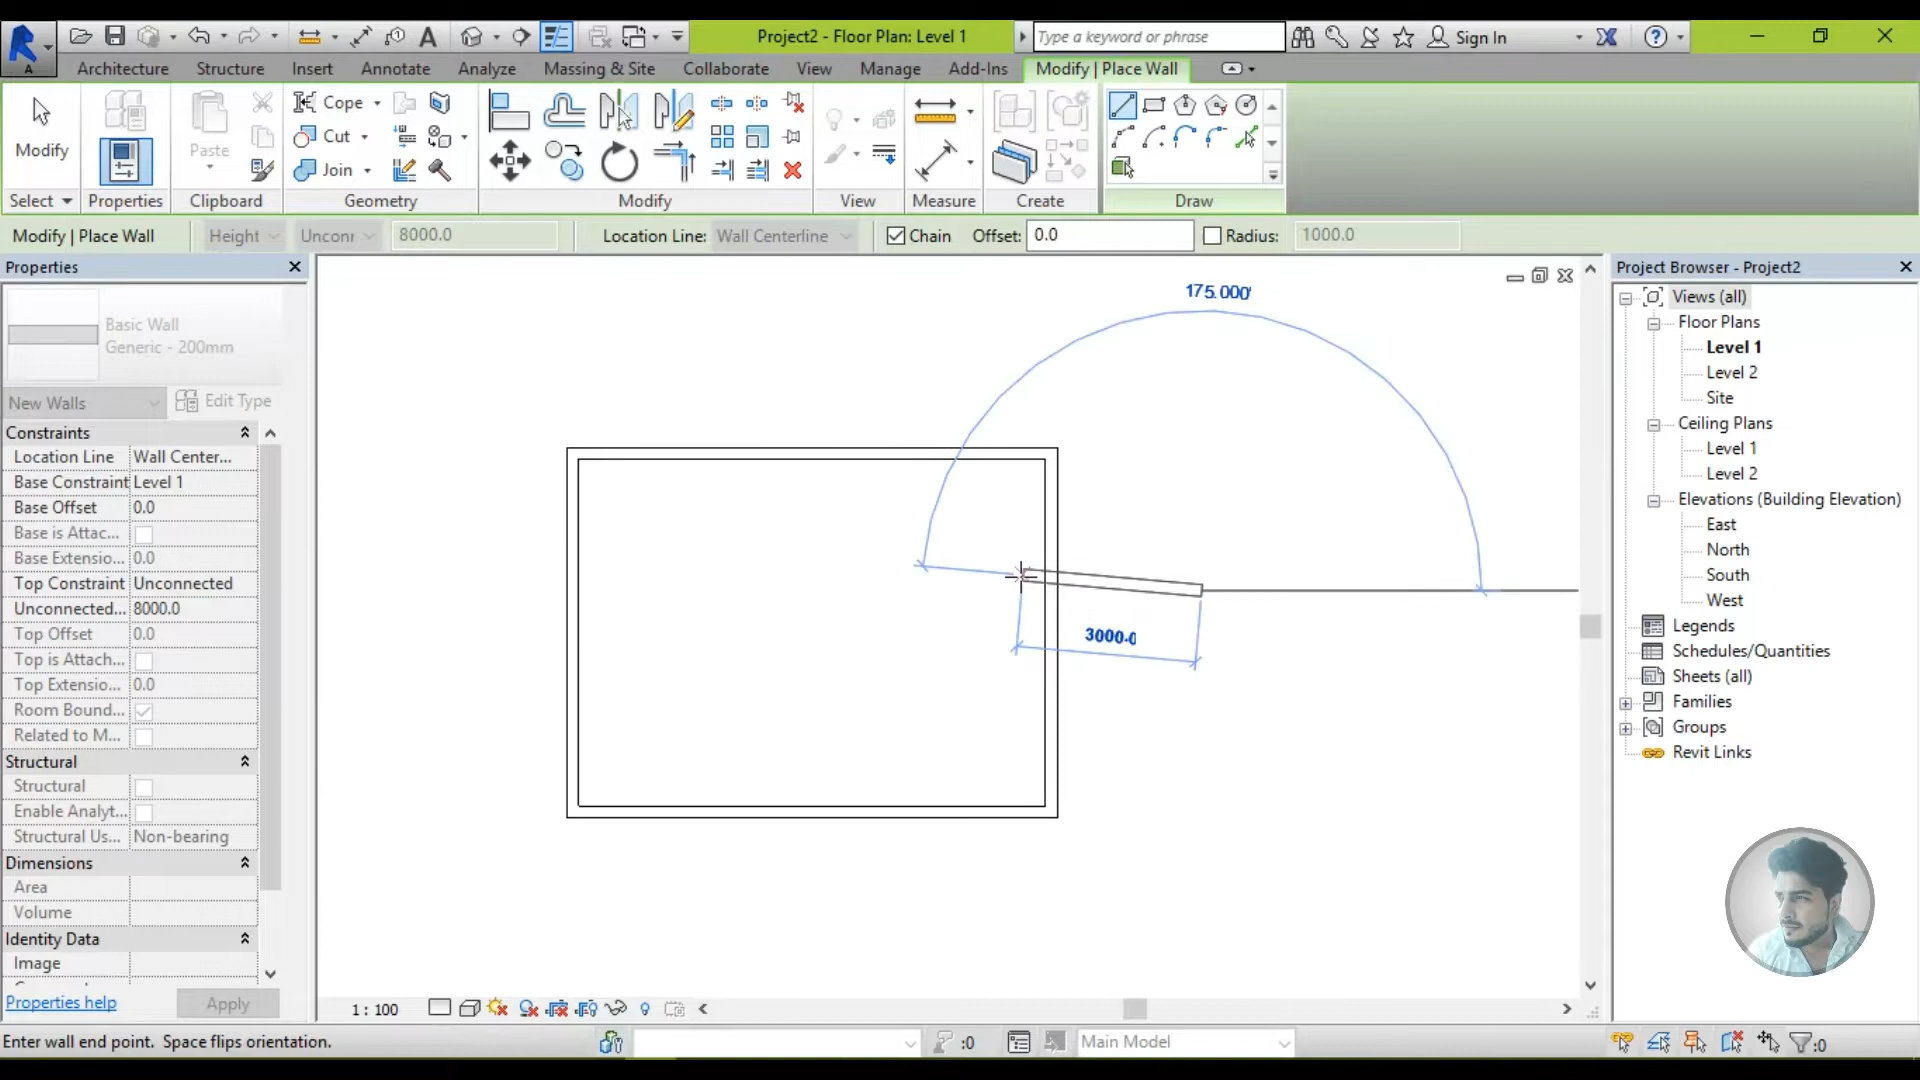 Project2 - Floor Plan: Level 1
Type a keyword or phrase
Sign In
A
Architecture
Structure
Insert
Annotate
Analyze
Massing & Site
Collaborate
View
Manage
Add-Ins
Modify | Place Wall
Modify
Paste
Cope
Cut
Join
Select
Properties
Clipboard
Geometry
Modify
View
Measure
Create
Draw
Modify | Place Wall
Height
Unconr
8000.0
Location Line:
Wall Centerline
Chain
Offset:
0.0
Radius:
1000.0
Properties
Basic Wall
Generic - 200mm
New Walls
Edit Type
Constraints
Location Line
Wall Center...
Base Constraint
Level 1
Base Offset
0.0
Base is Attac...
Base Extensio...
0.0
Top Constraint
Unconnected
Unconnected...
8000.0
Top Offset
0.0
Top is Attach...
Top Extensio...
0.0
Room Bound...
Related to M...
Structural
Structural
Enable Analyt...
Structural Us...
Non-bearing
Dimensions
Area
Volume
Identity Data
Image
Properties help
Apply
175.000°
3000.0
Project Browser - Project2
Views (all)
Floor Plans
Level 1
Level 2
Site
Ceiling Plans
Level 1
Level 2
Elevations (Building Elevation)
East
North
South
West
Legends
Schedules/Quantities
Sheets (all)
Families
Groups
Revit Links
1 : 100
Enter wall end point. Space flips orientation.
:0
Main Model
:0